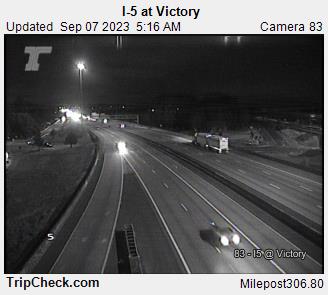 I-5 at Victory
Updated Sep 07 2023 5:16 AM Camera 83
T
S
83 - I5 @ Victory
TripCheck.com Milepost306.80